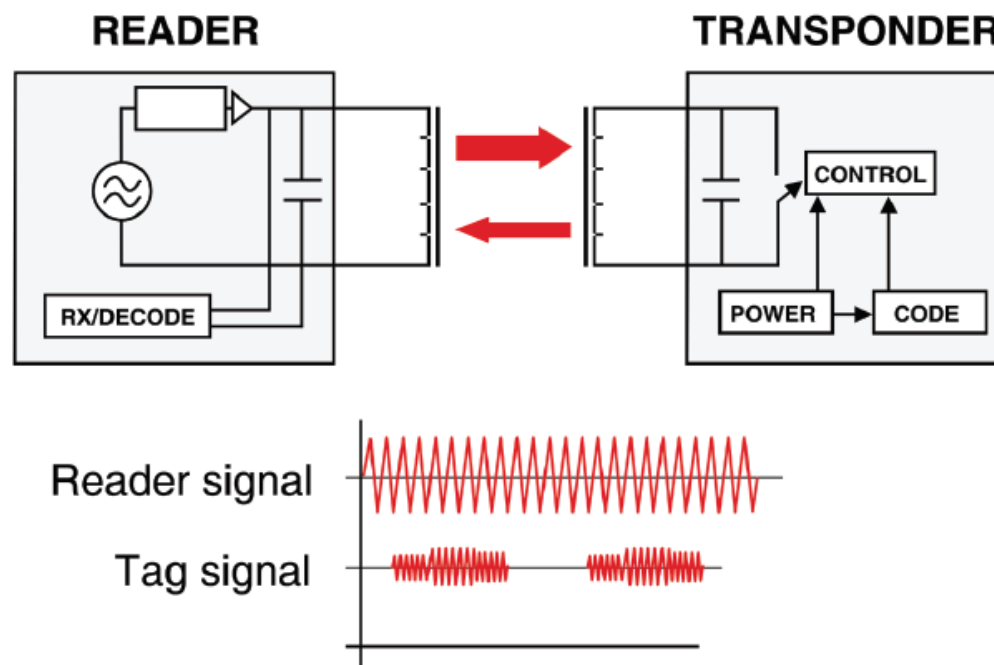 READER
TRANSPONDER
CONTROL
RX/DECODE
POWER
CODE
Reader signal
Tag signal